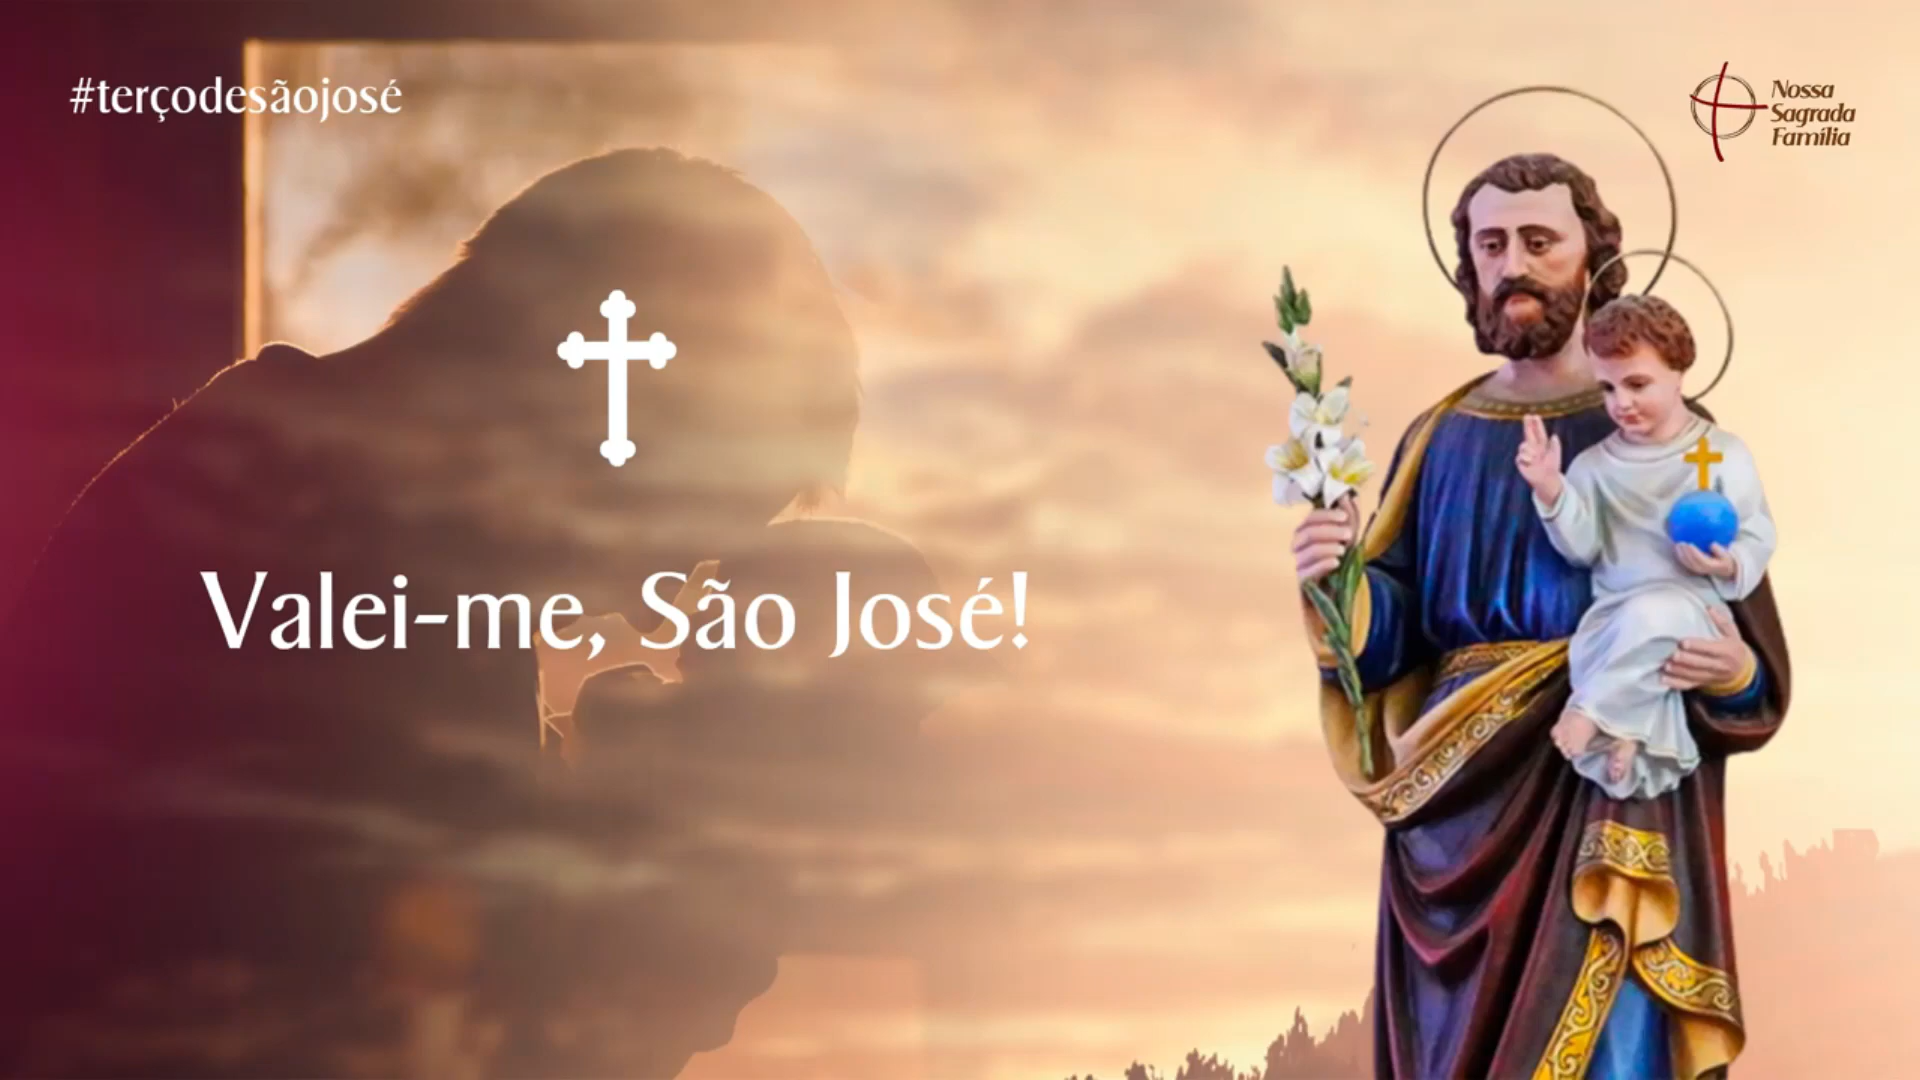 #terçodesãojosé
Nossa
Sagrada
Família
Valei-me, São José!